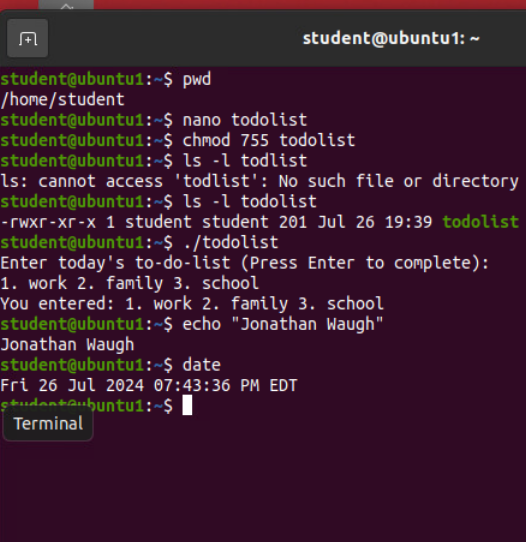 student@ubuntu1: ~
student@ubuntu1:~$ pwd
/home/student
student@ubuntu1:~$ nano todolist
student@ubuntu1:~$ chmod 755 todolist
student@ubuntu1:~$ ls -l todlist
ls: cannot access 'todlist': No such file or directory
student@ubuntu1:~$ ls -l todolist
-rwxr-xr-x 1 student student 201 Jul 26 19:39 todolist
student@ubuntu1:~$ ./todolist
Enter today's to-do-list (Press Enter to complete):
1. work 2. family 3. school
You entered: 1. work 2. family 3. school
student@ubuntu1:~$ echo "Jonathan Waugh"
Jonathan Waugh
student@ubuntu1:~$ date
Fri 26 Jul 2024 07:43:36 PM EDT
student@ubuntu1:~$
Terminal